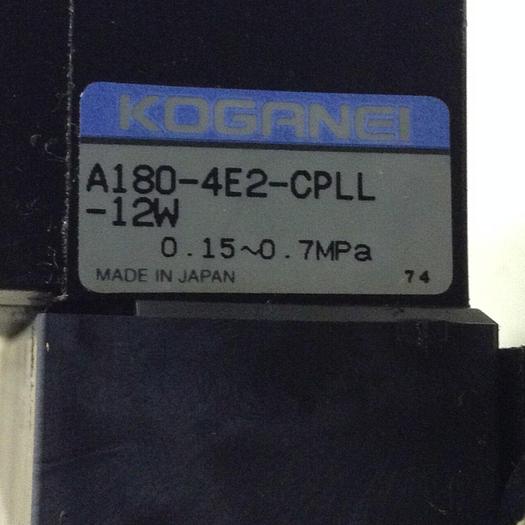 KOGANEI
A180-4E2-CPLL
-12W
0.15~0.7MPa
MADE IN JAPAN 74